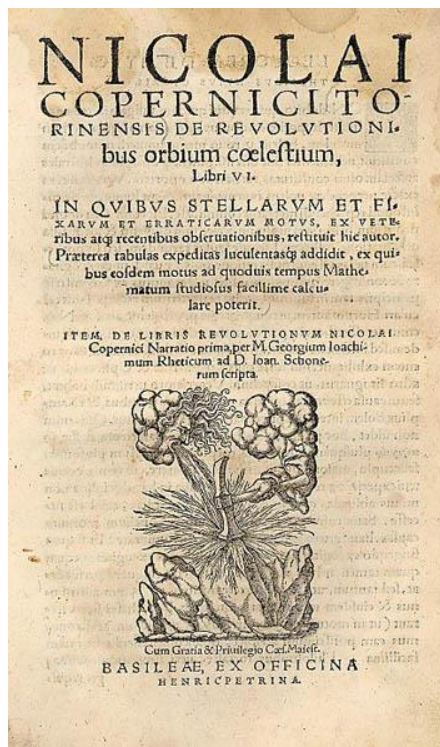 NICOLAI
COPERNICI TO-
RINENSIS DE REVOLVTIONI-
bus orbium cœlestium,
Libri VI.
IN QVIBVS STELLARVM ET FI-
XARVM ET ERRATICARVM MOTVS, EX VETE-
ribus atq; recentibus obseruationibus, restituit hic autor.
Præterea tabulas expeditas luculentasq; addidit, ex qui-
bus eosdem motus ad quoduis tempus Mathe-
matum studiosus facillime calcu-
lare poterit.
ITEM, DE LIBRIS REVOLVTIONVM NICOLAI
Copernici Narratio prima, per M. Georgium Ioachi-
mum Rheticum ad D. Ioan. Schone-
rum scripta.
Cum Gratia & Priuilegio Cæs. Maiest.
BASILEAE, EX OFFICINA
HENRICPETRINA.